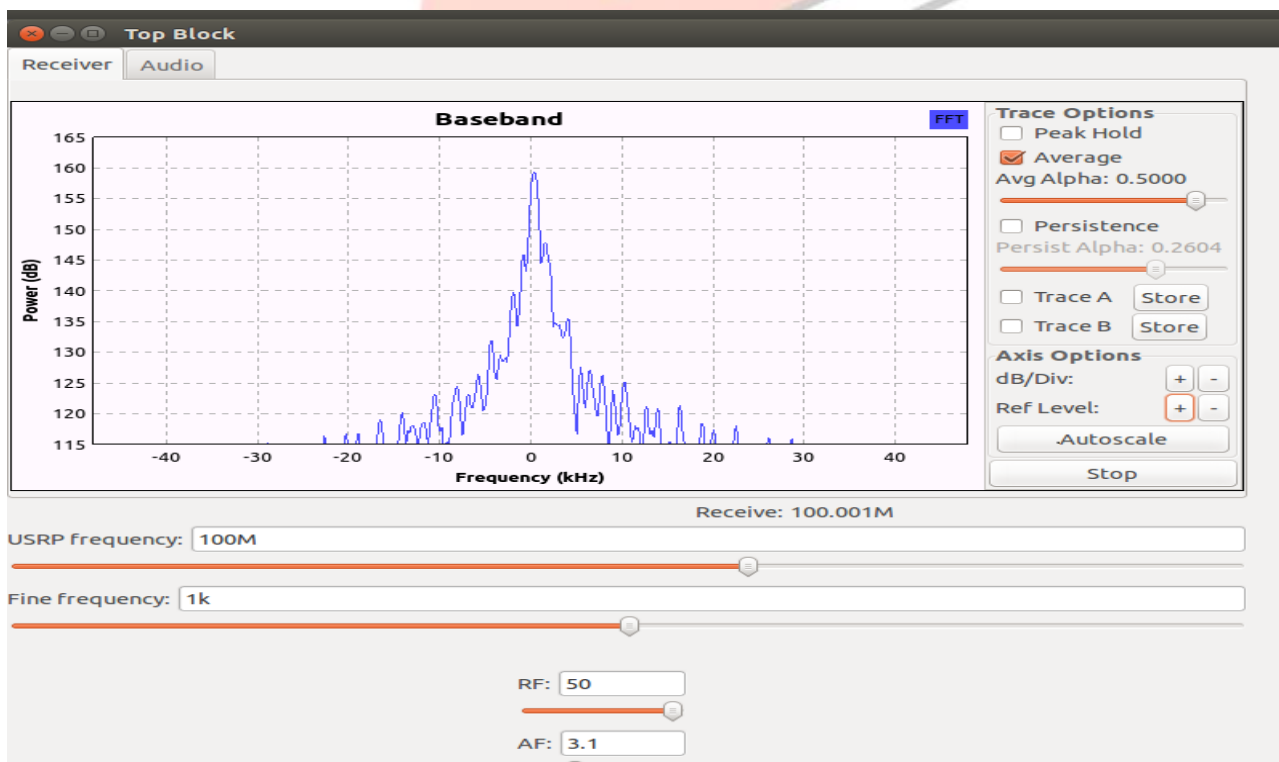 Top Block
Receiver Audio
Baseband
FFT
165
160
155
150
145
140
135
130
125
120
115
Power (dB)
-40 -30 -20 -10 0 10 20 30 40
Frequency (kHz)
Trace Options
Peak Hold
Average
Avg Alpha: 0.5000
Persistence
Persist Alpha: 0.2604
Trace A Store
Trace B Store
Axis Options
dB/Div: + -
Ref Level: + -
.Autoscale
Stop
Receive: 100.001M
USRP frequency: 100M
Fine frequency: 1k
RF: 50
AF: 3.1